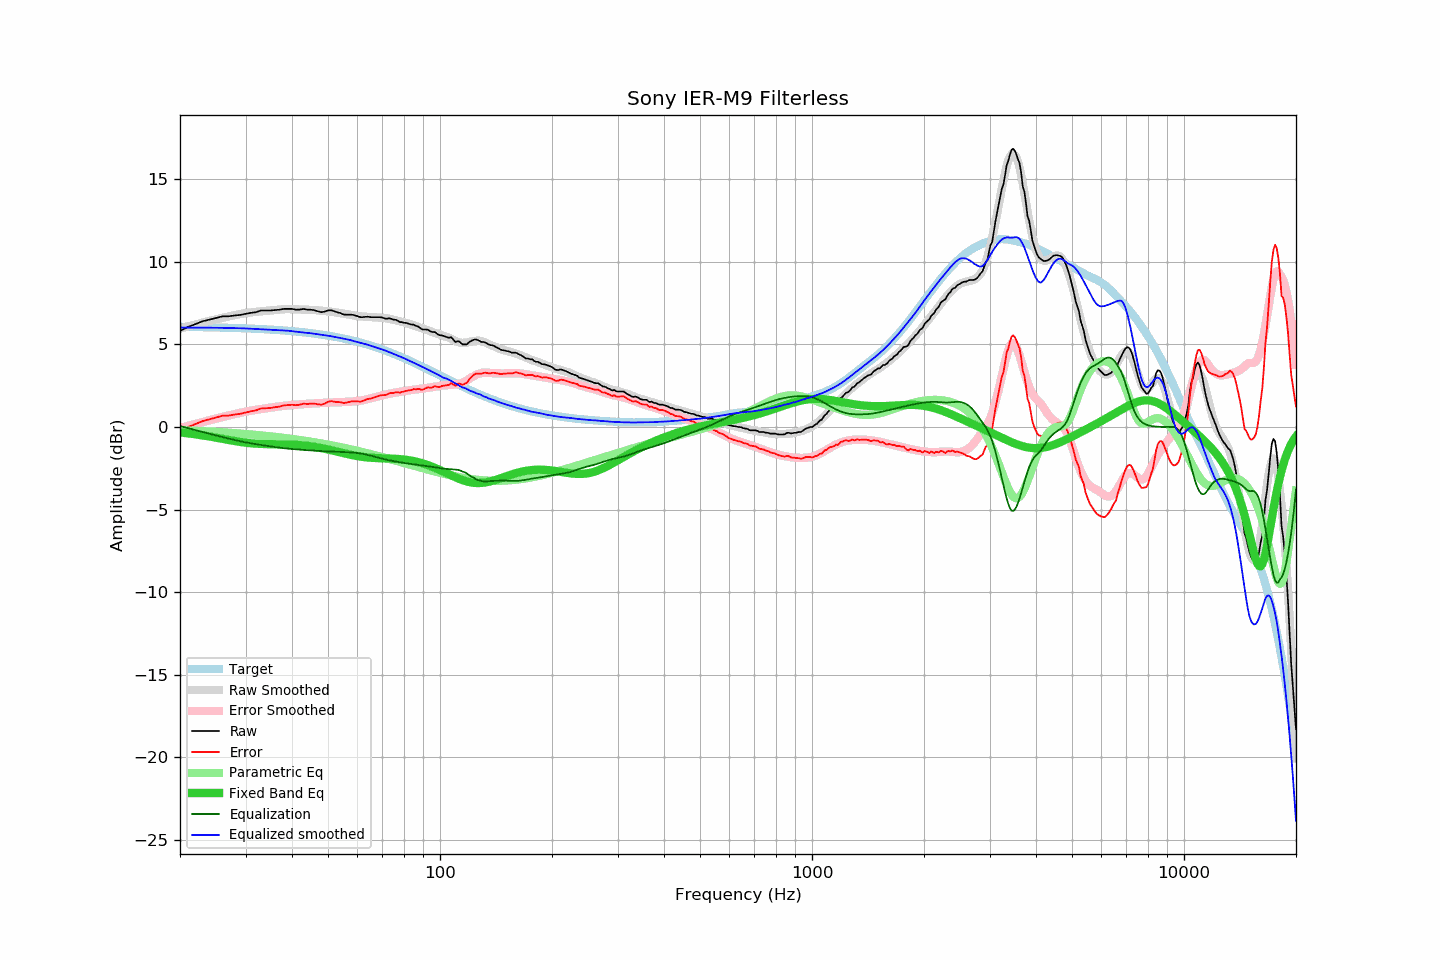 Sony IER-M9 Filterless
Amplitude (dBr)
15
10
5
0
−5
−10
−15
−20
−25
Target
Raw Smoothed
Error Smoothed
Raw
Error
Parametric Eq
Fixed Band Eq
Equalization
Equalized smoothed
100 1000 10000
Frequency (Hz)